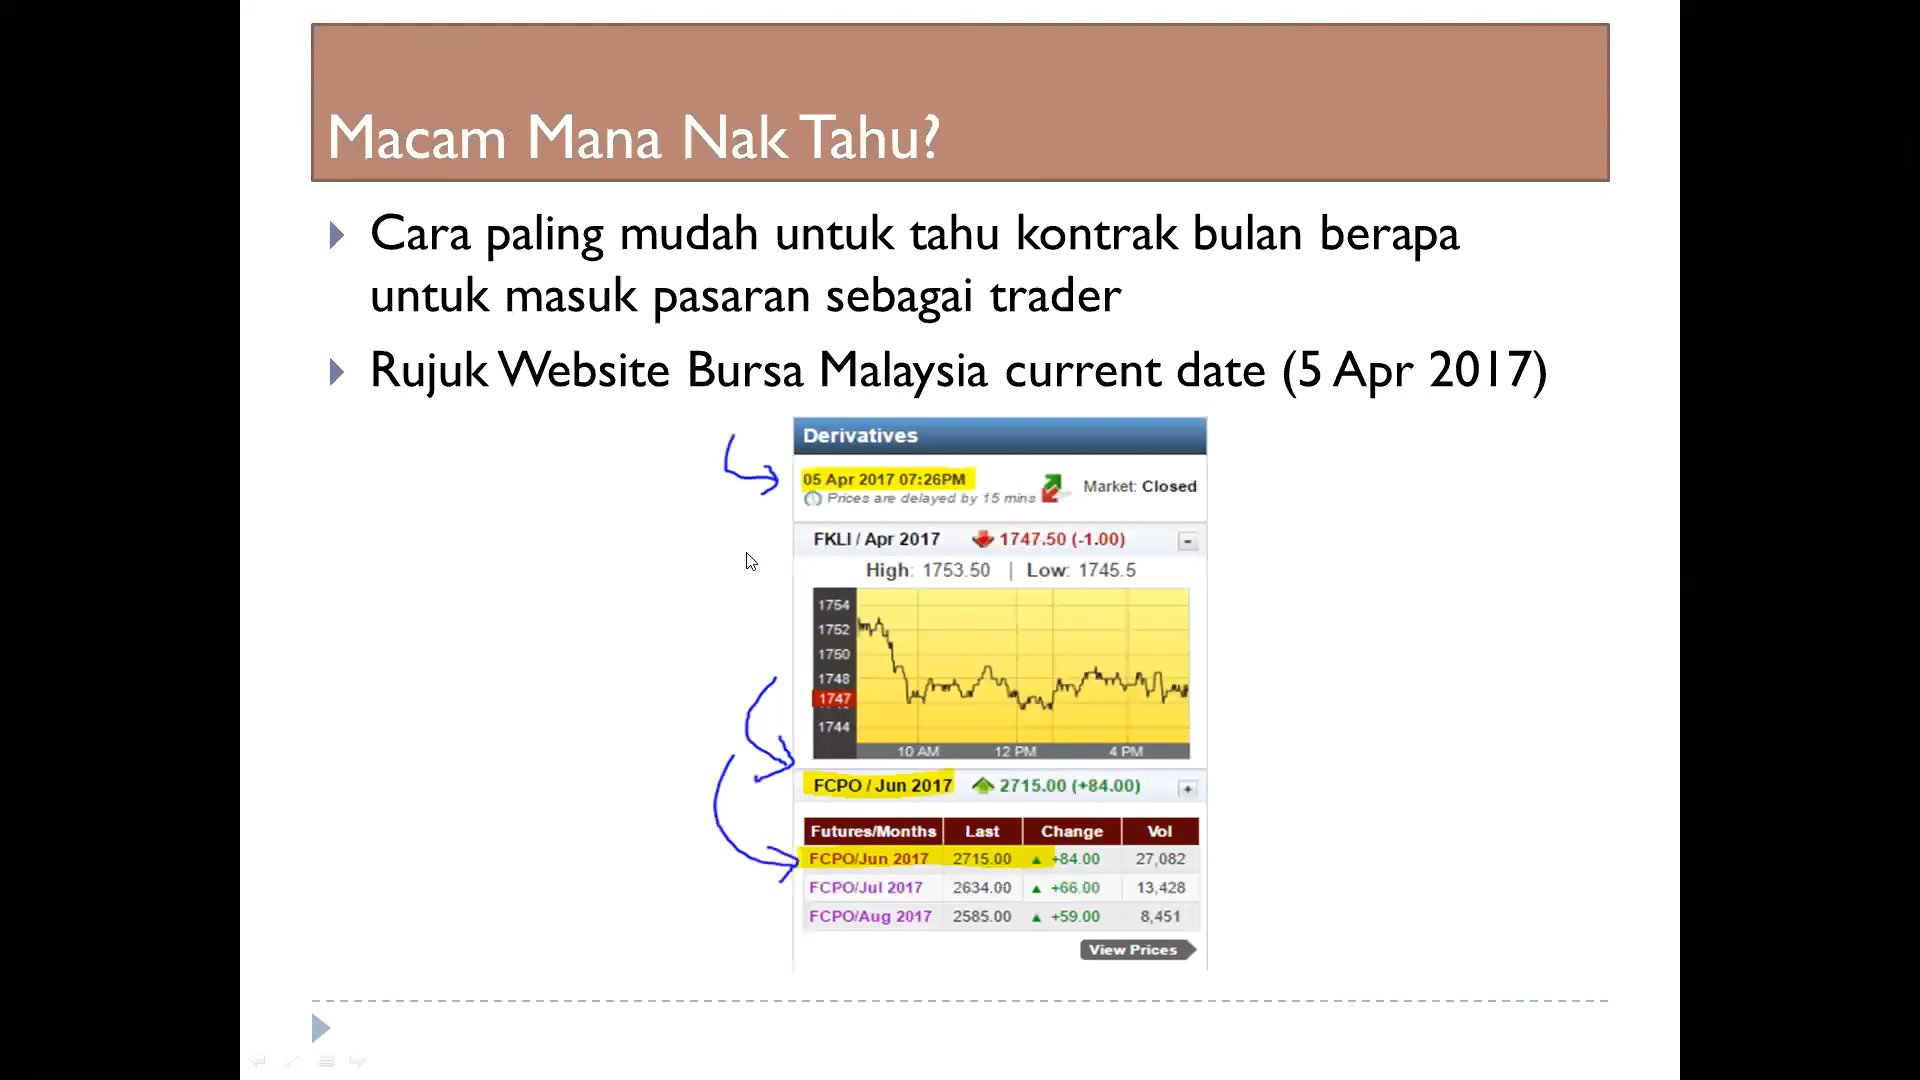 Macam Mana Nak Tahu?
Cara paling mudah untuk tahu kontrak bulan berapa
untuk masuk pasaran sebagai trader
Rujuk Website Bursa Malaysia current date (5 Apr 2017)
Derivatives
05 Apr 2017 07:26PM
Prices are delayed by 15 mins
Market: Closed
FKLI / Apr 2017 1747.50 (-1.00) -
High: 1753.50 | Low: 1745.5
1754
1752
1750
1748
1747
1744
10 AM 12 PM 4 PM
FCPO / Jun 2017 2715.00 (+84.00) +
Futures/Months Last Change Vol
FCPO/Jun 2017 2715.00 ▲ +84.00 27,082
FCPO/Jul 2017 2634.00 ▲ +66.00 13,428
FCPO/Aug 2017 2585.00 ▲ +59.00 8,451
View Prices